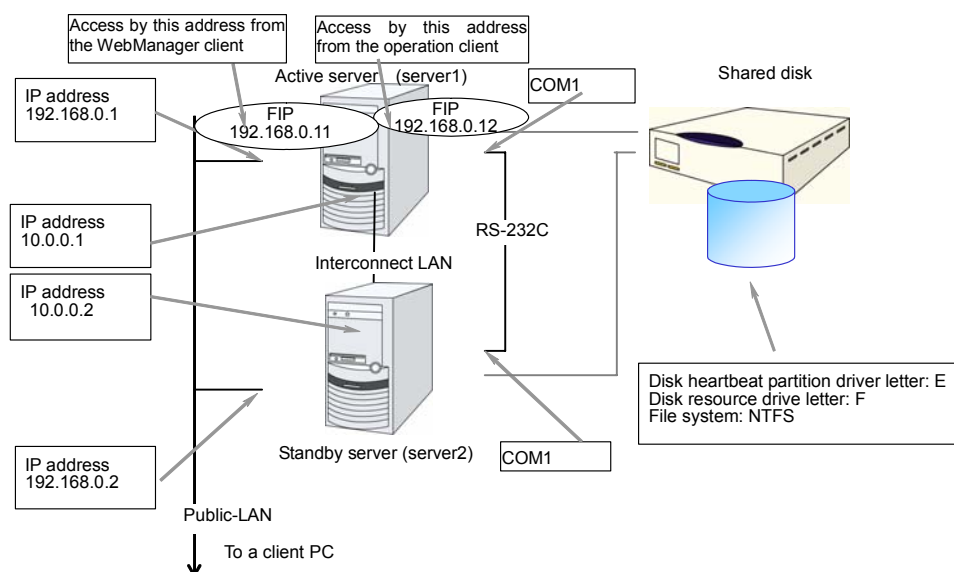 Access by this address from
the WebManager client
Access by this address
from the operation client
Active server (server1)
COM1
Shared disk
IP address
192.168.0.1
FIP
192.168.0.11
FIP
192.168.0.12
IP address
10.0.0.1
RS-232C
Interconnect LAN
IP address
10.0.0.2
Disk heartbeat partition driver letter: E
Disk resource drive letter: F
File system: NTFS
Standby server (server2)
COM1
IP address
192.168.0.2
Public-LAN
To a client PC